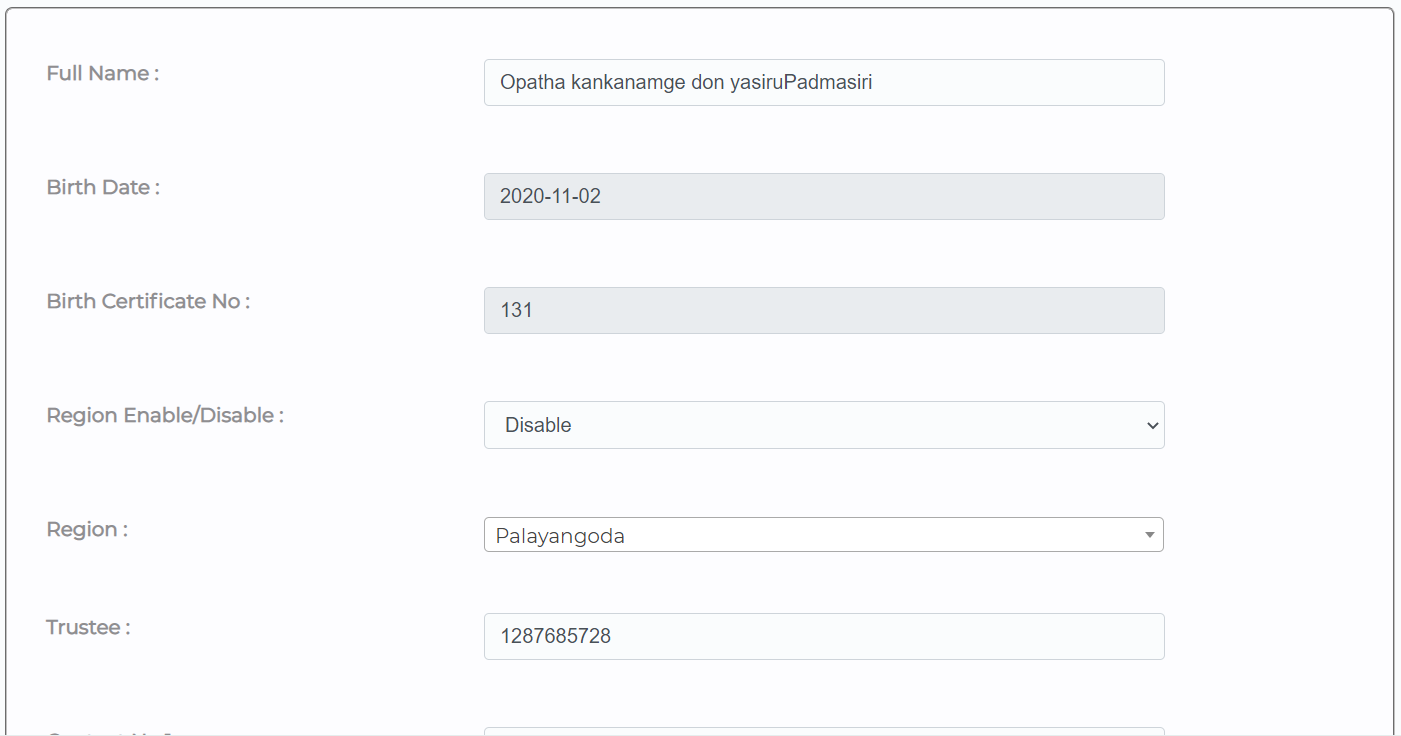 Full Name :
Opatha kankanamge don yasiruPadmasiri
Birth Date :
2020-11-02
Birth Certificate No :
131
Region Enable/Disable :
Disable
Region :
Palayangoda
Trustee :
1287685728